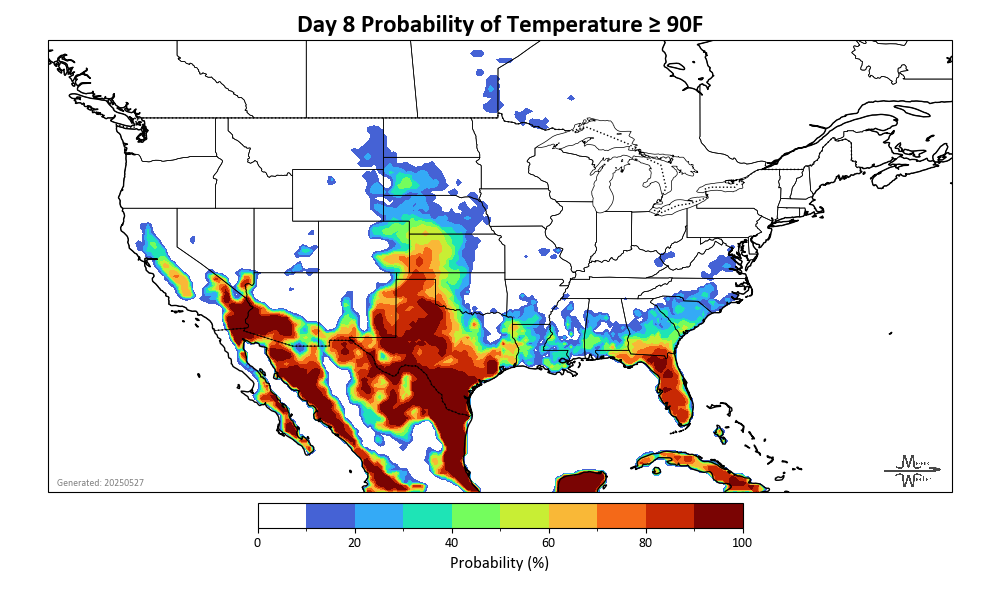 Day 8 Probability of Temperature ≥ 90F
Generated: 20250527
0 20 40 60 80 100
Probability (%)